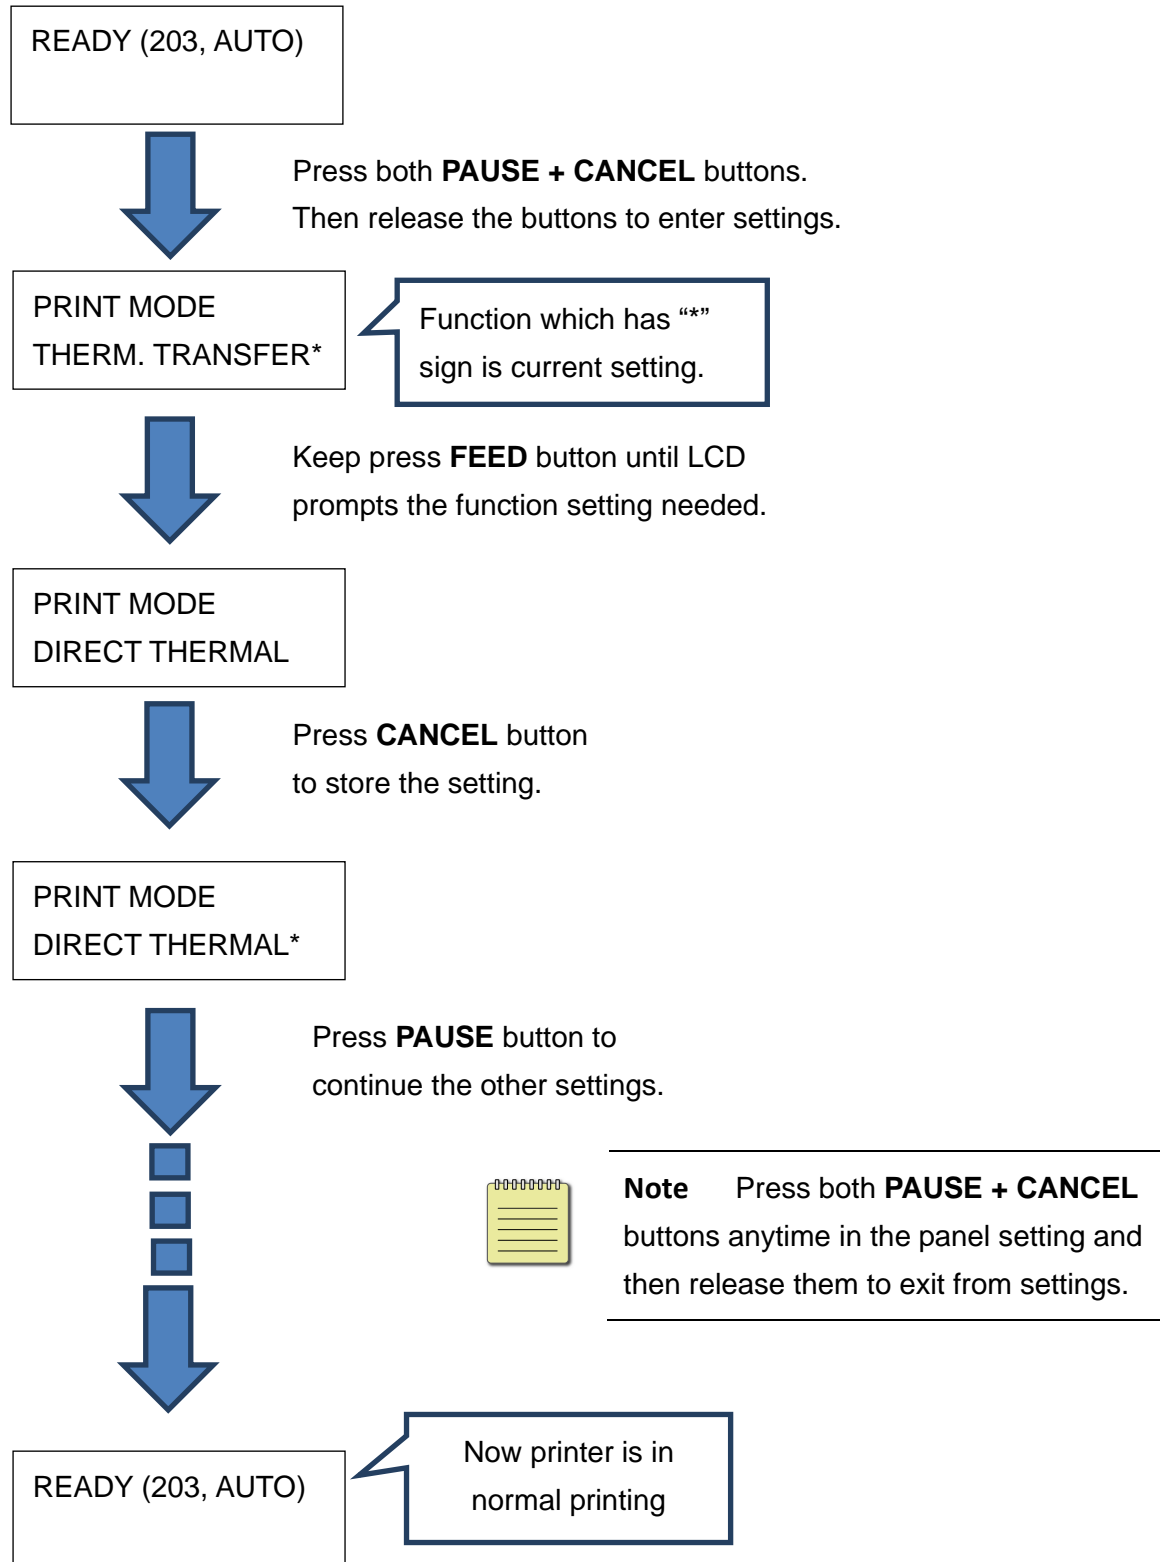 READY (203, AUTO)
Press both PAUSE + CANCEL buttons.
Then release the buttons to enter settings.
PRINT MODE
THERM. TRANSFER*
Function which has “*”
sign is current setting.
Keep press FEED button until LCD
prompts the function setting needed.
PRINT MODE
DIRECT THERMAL
Press CANCEL button
to store the setting.
PRINT MODE
DIRECT THERMAL*
Press PAUSE button to
continue the other settings.
Note Press both PAUSE + CANCEL
buttons anytime in the panel setting and
then release them to exit from settings.
Now printer is in
normal printing
READY (203, AUTO)